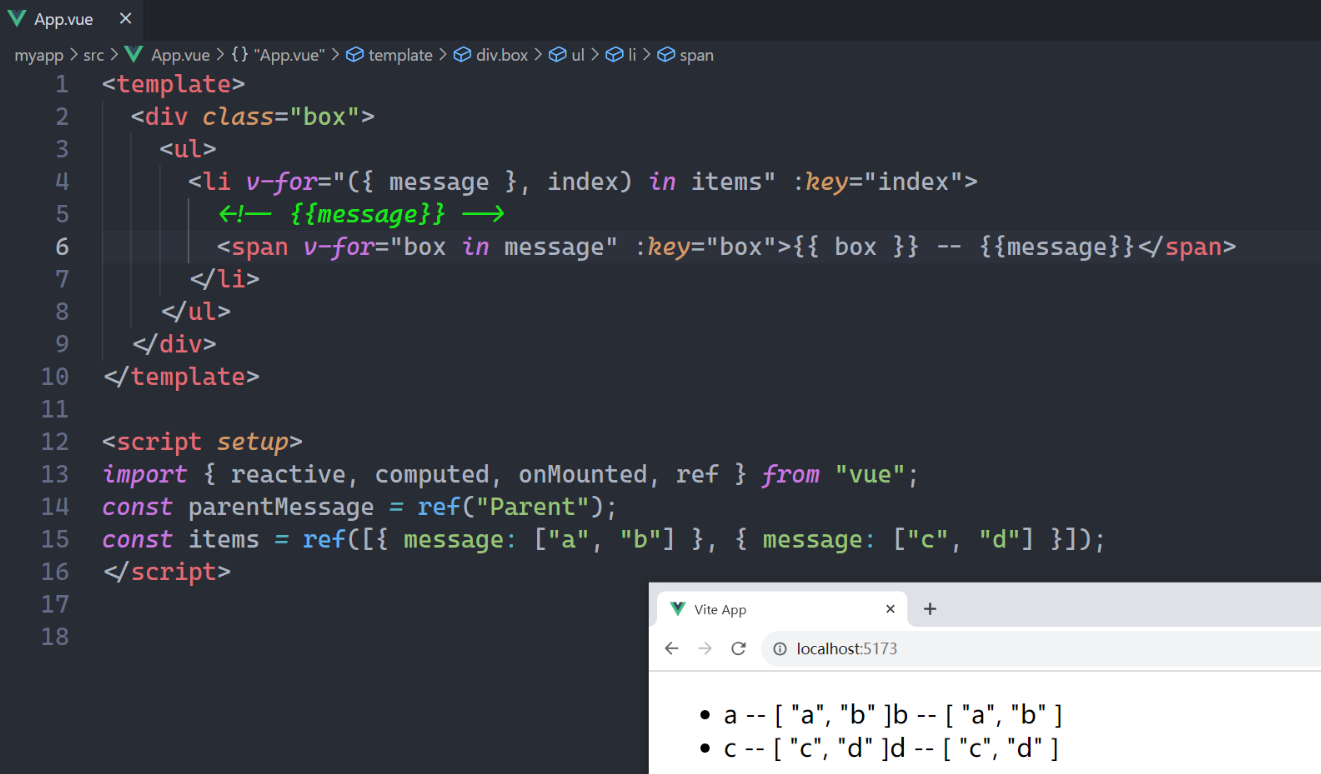 App.vue ×
myapp > src > App.vue > {} "App.vue" > template > div.box > ul > li > span
1 <template>
2 <div class="box">
3 <ul>
4 <li v-for="({ message }, index) in items" :key="index">
5 <!-- {{message}} -->
6 <span v-for="box in message" :key="box">{{ box }} -- {{message}}</span>
7 </li>
8 </ul>
9 </div>
10 </template>
11
12 <script setup>
13 import { reactive, computed, onMounted, ref } from "vue";
14 const parentMessage = ref("Parent");
15 const items = ref([{ message: ["a", "b"] }, { message: ["c", "d"] }]);
16 </script>
17
18
Vite App × +
localhost:5173
• a -- [ "a", "b" ]b -- [ "a", "b" ]
• c -- [ "c", "d" ]d -- [ "c", "d" ]